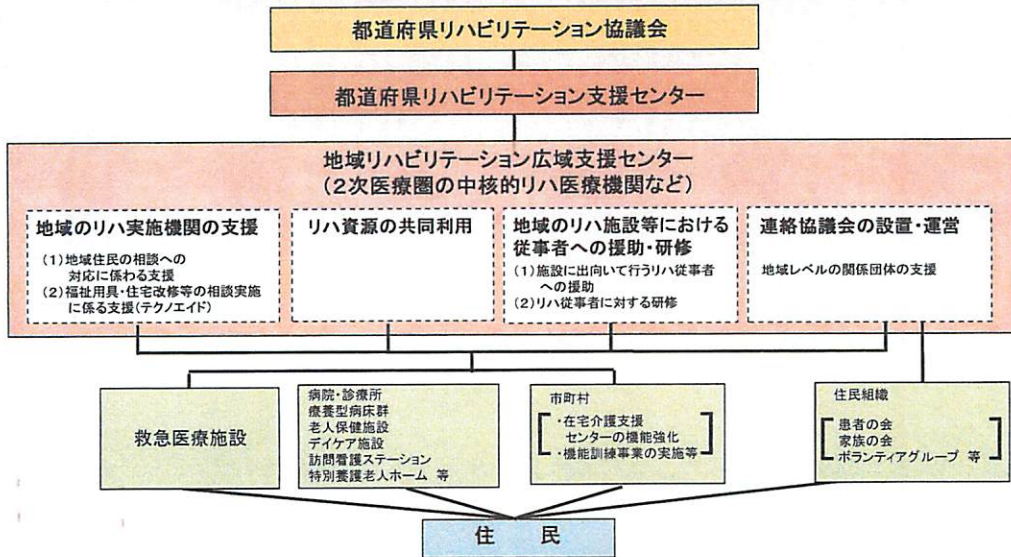 都道府県リハビリテーション協議会
都道府県リハビリテーション支援センター
地域リハビリテーション広域支援センター
(2次医療圏の中核的リハ医療機関など)
地域のリハ実施機関の支援
(1)地域住民の相談への
対応に係わる支援
(2)福祉用具・住宅改修等の相談実施
に係る支援(テクノエイド)
リハ資源の共同利用
地域のリハ施設等における
従事者への援助・研修
(1)施設に出向いて行うリハ従事者
への援助
(2)リハ従事者に対する研修
連絡協議会の設置・運営
地域レベルの関係団体の支援
救急医療施設
病院・診療所
療養型病床群
老人保健施設
デイケア施設
訪問看護ステーション
特別養護老人ホーム 等
市町村
・在宅介護支援
センターの機能強化
・機能訓練事業の実施等
住民組織
患者の会
家族の会
ボランティアグループ 等
住 民